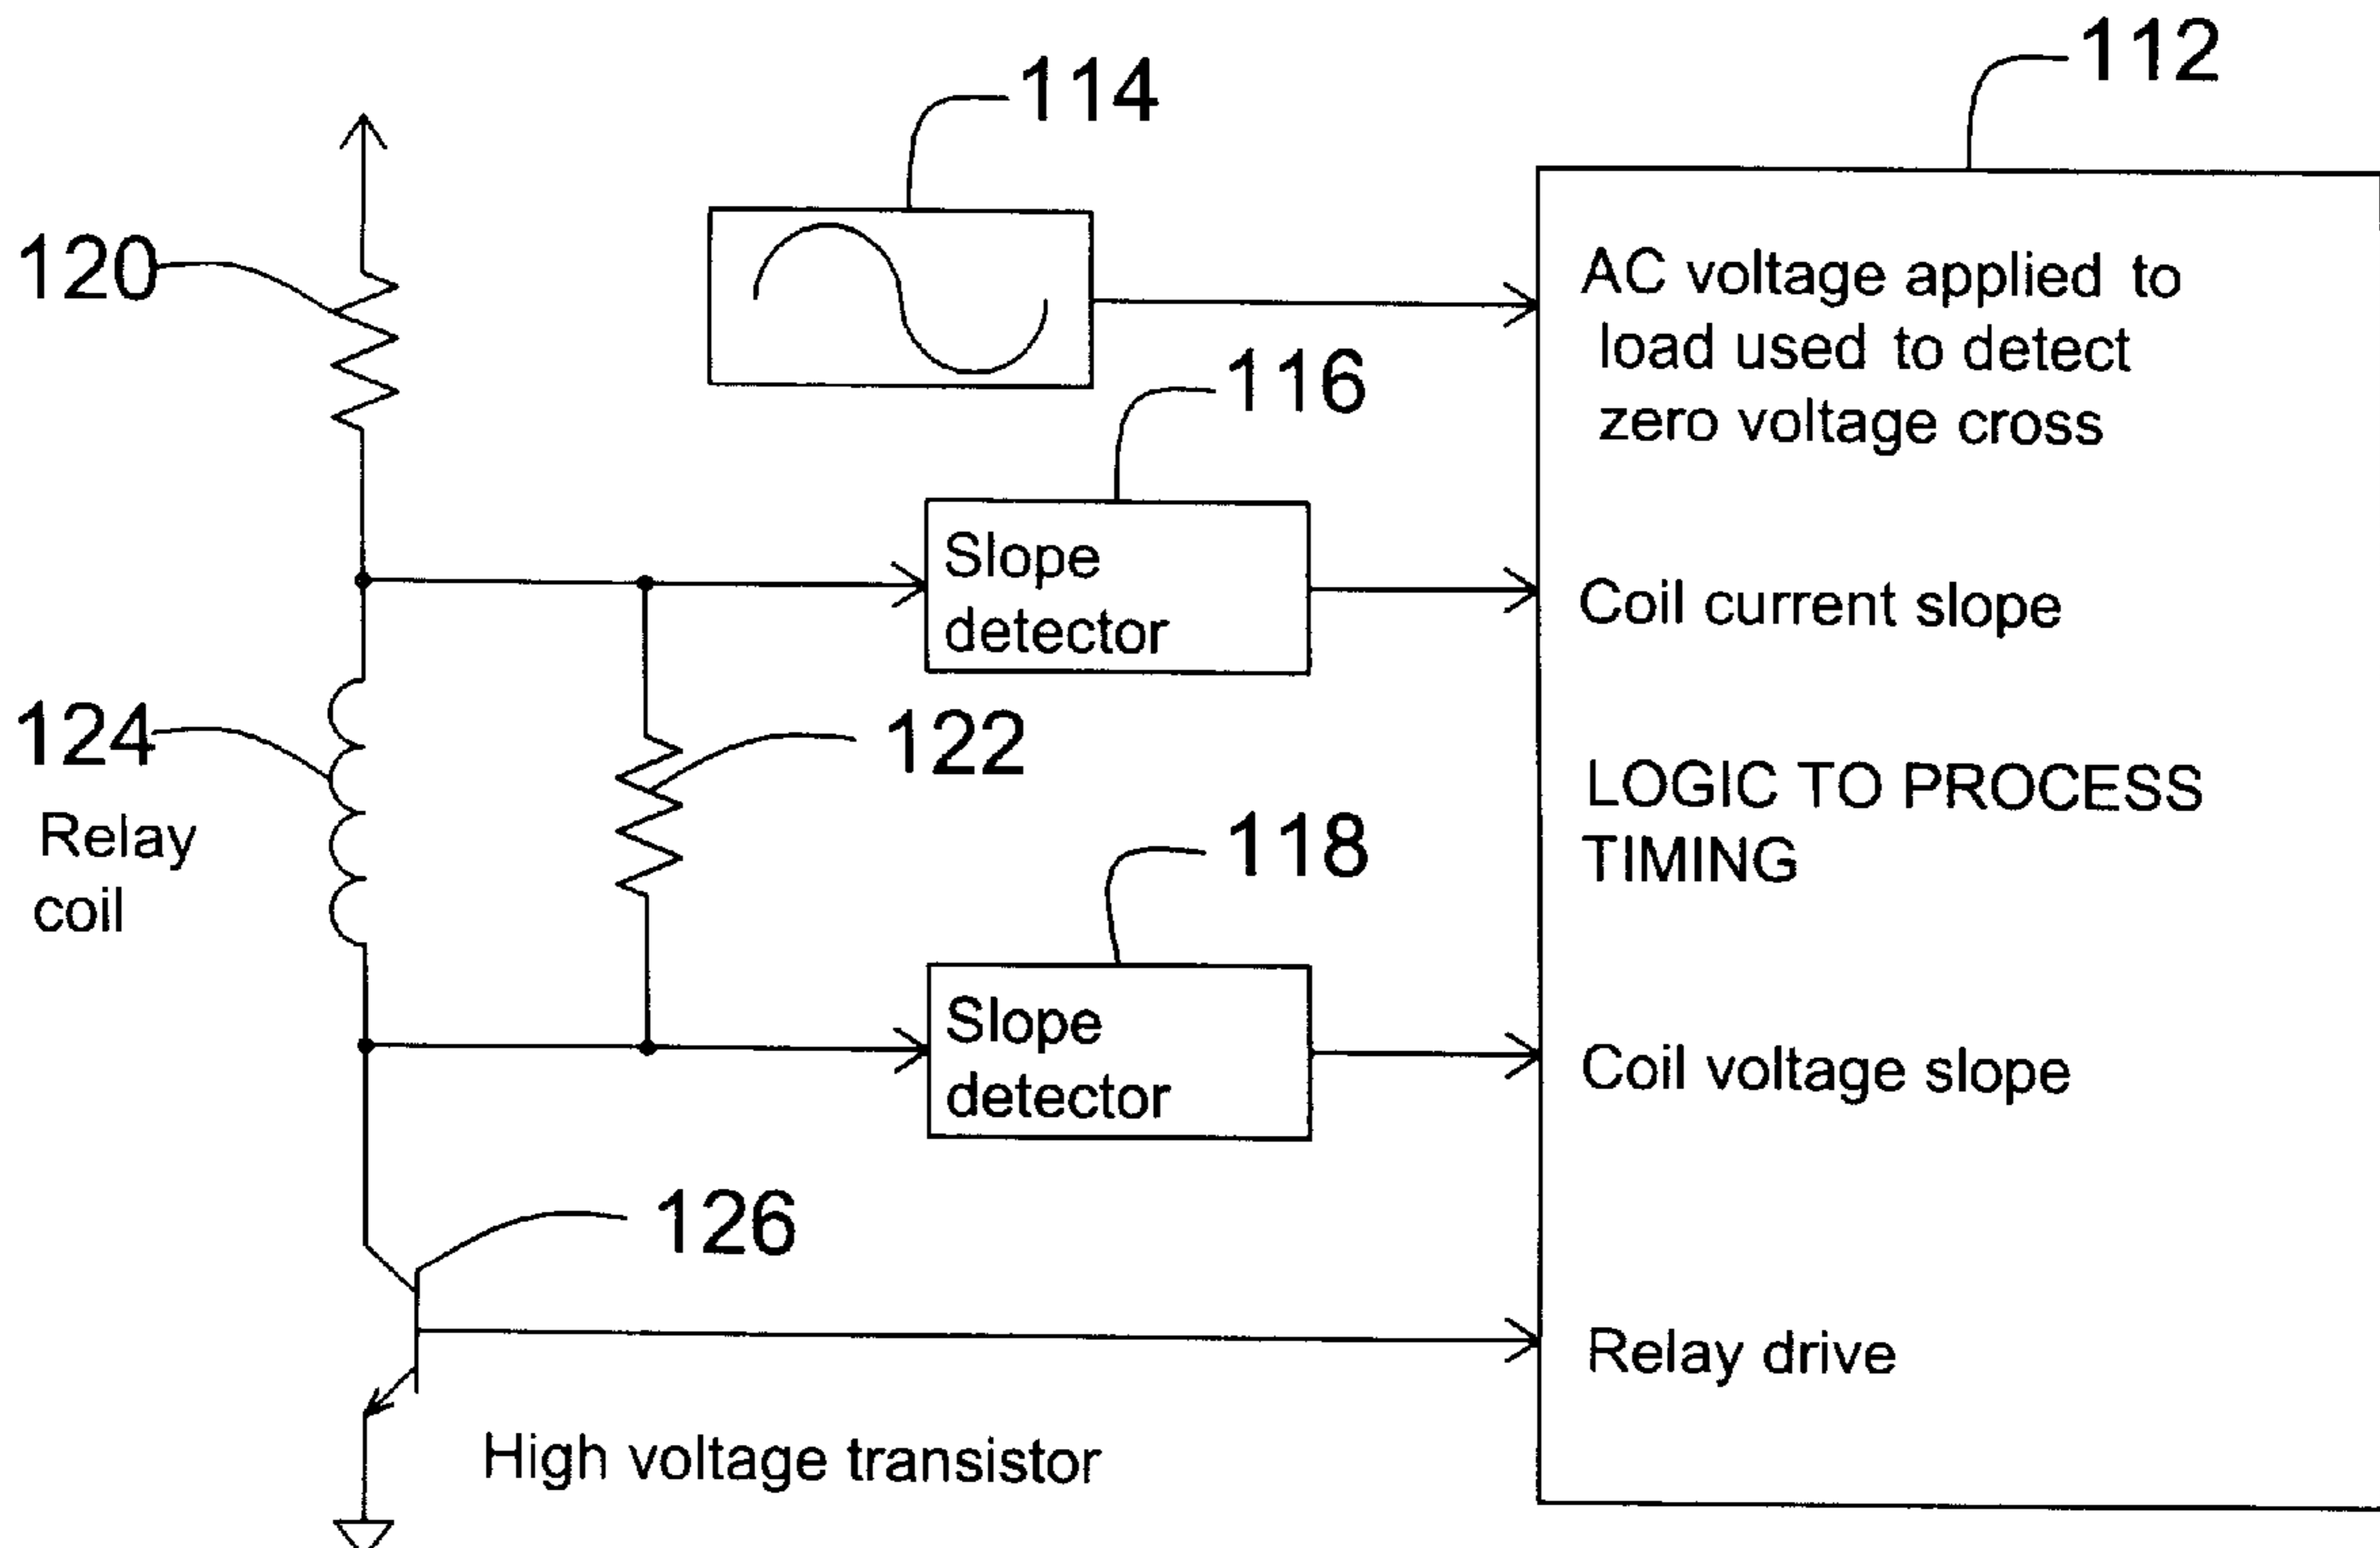 112
114
120
AC voltage applied to
load used to detect
zero voltage cross
116
Slope
detector
Coil current slope
124
Relay
coil
122
LOGIC TO PROCESS
TIMING
118
Slope
detector
Coil voltage slope
126
Relay drive
High voltage transistor